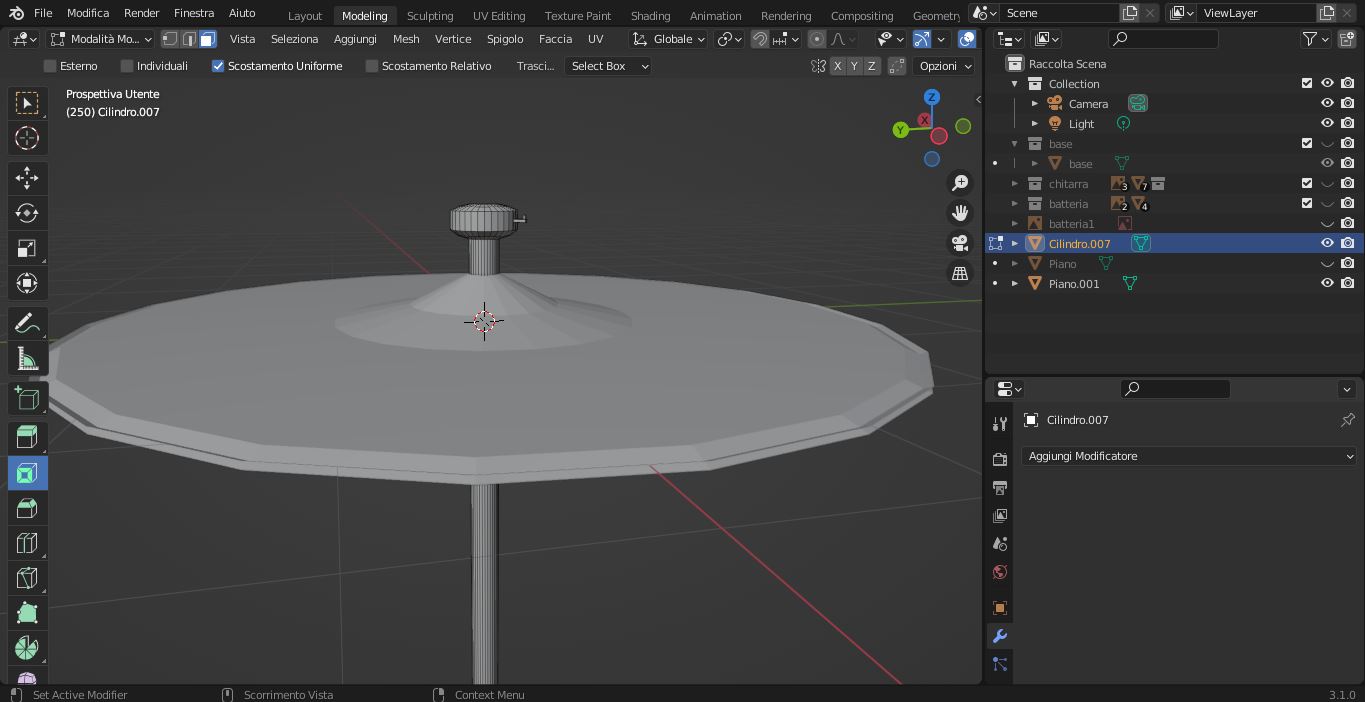 File Modifica Render Finestra Aiuto Layout Modeling Sculpting UV Editing Texture Paint Shading Animation Rendering Compositing Geometry Scene ViewLayer
Modalità Mo... Vista Seleziona Aggiungi Mesh Vertice Spigolo Faccia UV Globale
Esterno Individuali Scostamento Uniforme Scostamento Relativo Trasci... Select Box X Y Z Opzioni
Prospettiva Utente
(250) Cilindro.007
Z
X
Y
Raccolta Scena
Collection
Camera
Light
base
base
chitarra 3 7
batteria 2 4
batteria1
Cilindro.007
Piano
Piano.001
Cilindro.007
Aggiungi Modificatore
Set Active Modifier Scorrimento Vista Context Menu 3.1.0